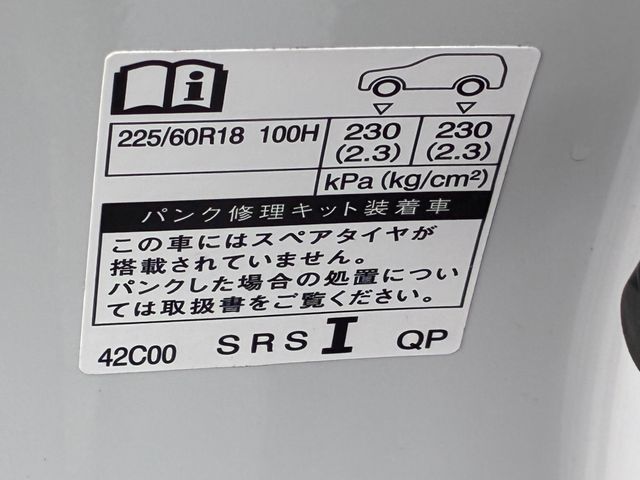 i
225/60R18 100H 230 (2.3) 230 (2.3)
kPa (kg/cm²)
パンク修理キット装着車
この車にはスペアタイヤが
搭載されていません。
パンクした場合の処置につい
ては取扱書をご覧ください。
42C00 SRS I QP